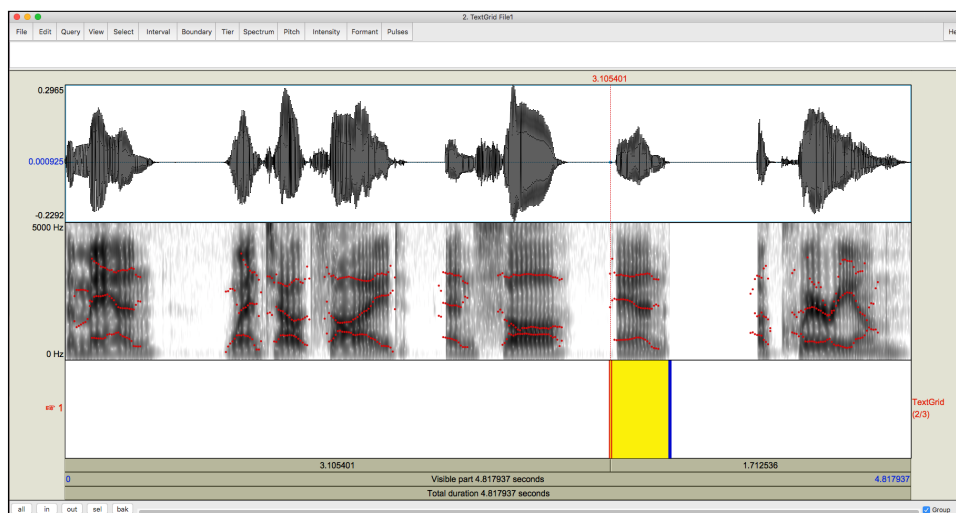 2. TextGrid File1
File Edit Query View Select Interval Boundary Tier Spectrum Pitch Intensity Formant Pulses
3.105401
0.2965
0.000925
-0.2292
5000 Hz
0 Hz
1
TextGrid
(2/3)
3.105401 1.712536
0 Visible part 4.817937 seconds 4.817937
Total duration 4.817937 seconds
all in out sel bak Group